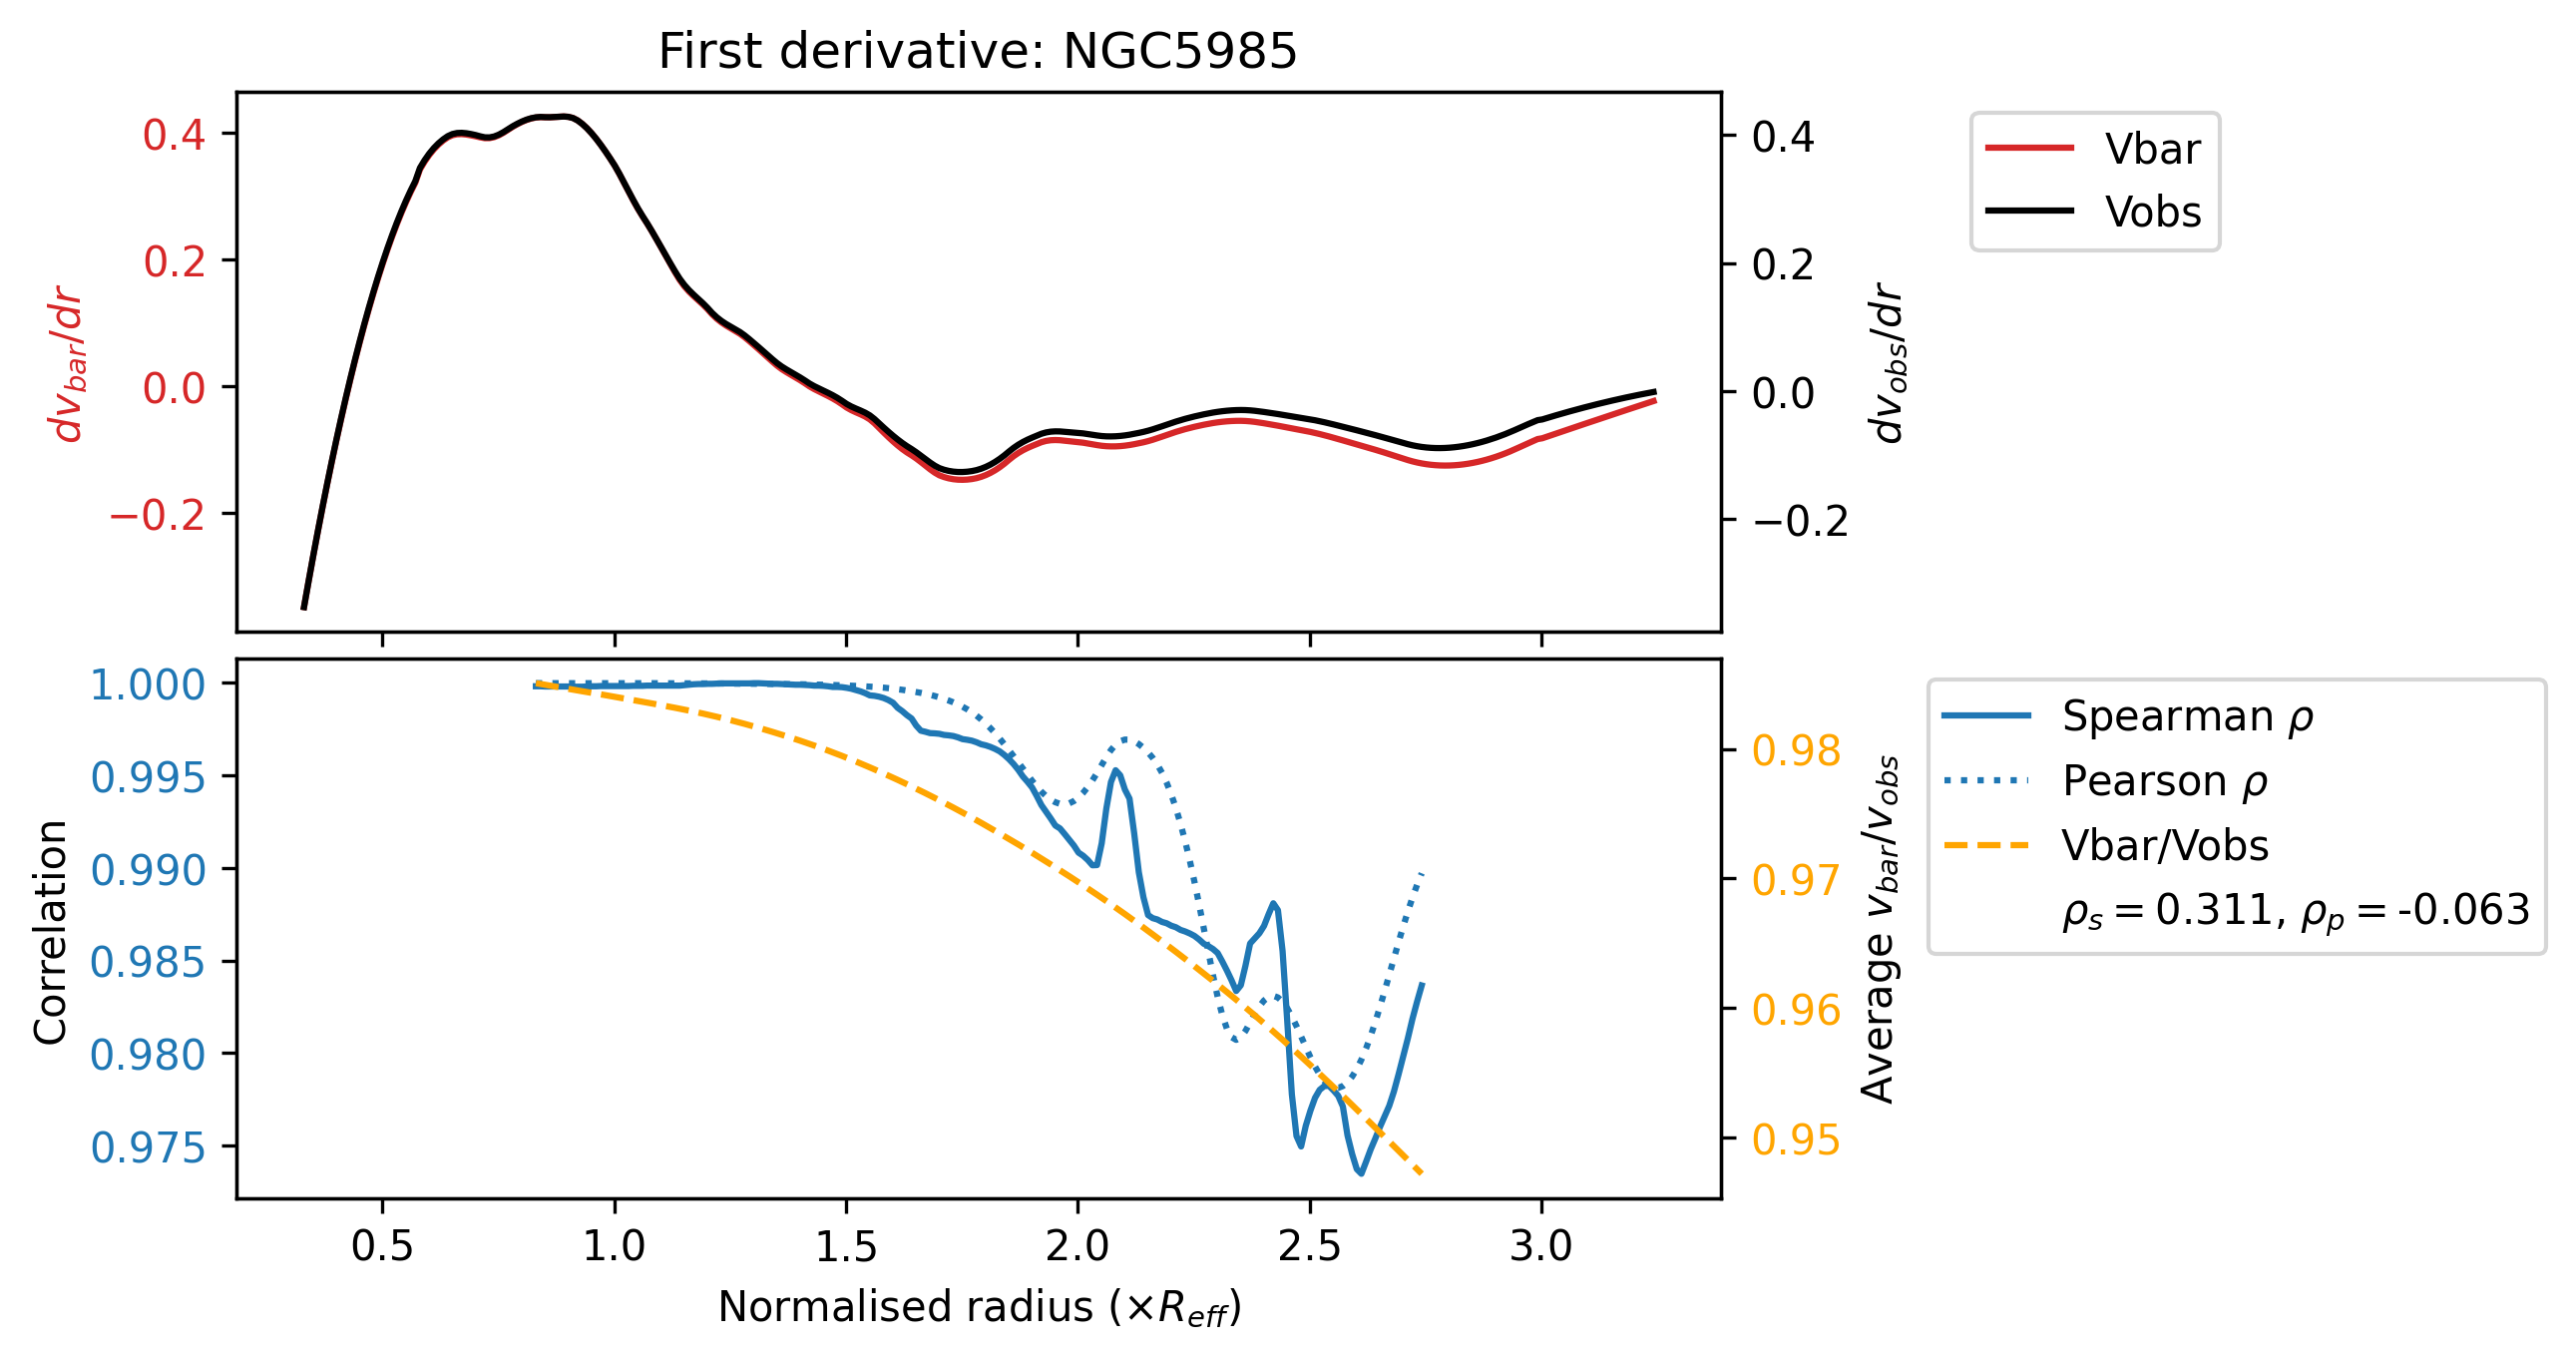 First derivative: NGC5985
0.4
0.2
0.0
−0.2
dv_bar/dr
0.4
0.2
0.0
−0.2
dv_obs/dr
Vbar
Vobs
1.000
0.995
0.990
0.985
0.980
0.975
Correlation
0.98
0.97
0.96
0.95
Average v_bar/v_obs
Spearman ρ
Pearson ρ
Vbar/Vobs
ρ_s = 0.311, ρ_p = -0.063
0.5 1.0 1.5 2.0 2.5 3.0
Normalised radius (×R_eff)